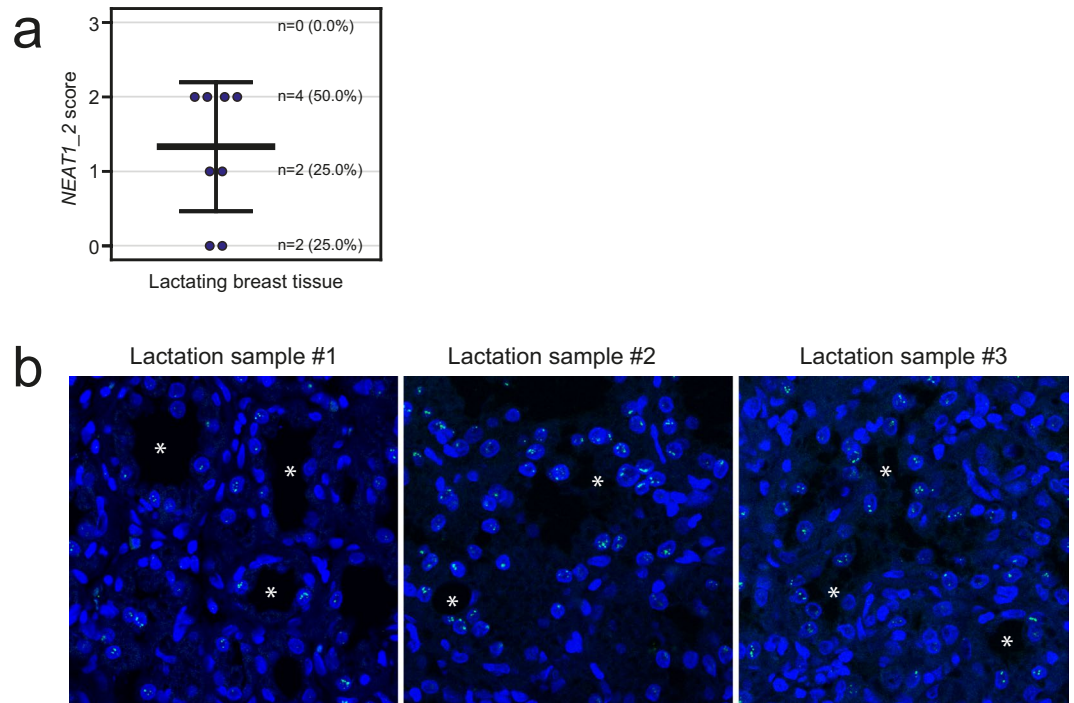 a
3
n=0 (0.0%)
2
n=4 (50.0%)
1
n=2 (25.0%)
0
n=2 (25.0%)
NEAT1_2 score
Lactating breast tissue
b
Lactation sample #1
Lactation sample #2
Lactation sample #3
*
*
*
*
*
*
*
*